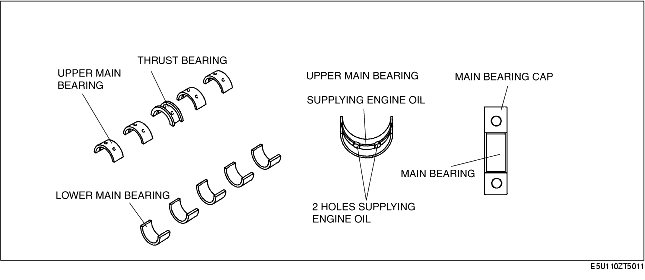 THRUST BEARING
UPPER MAIN
BEARING
LOWER MAIN BEARING
UPPER MAIN BEARING
SUPPLYING ENGINE OIL
2 HOLES SUPPLYING
ENGINE OIL
MAIN BEARING CAP
MAIN BEARING
E5U110ZT5011